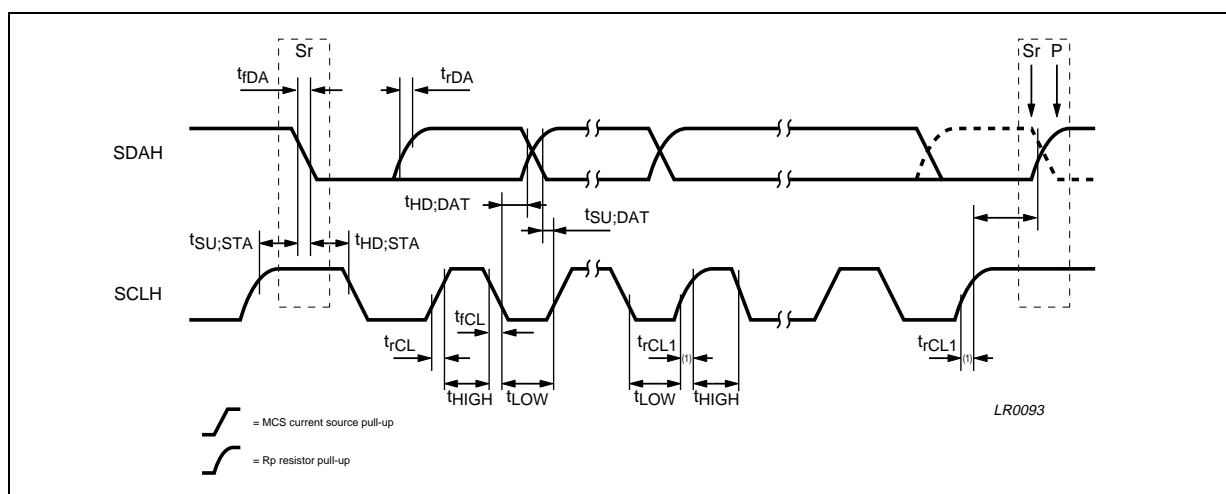 Sr
Sr P
tfDA
trDA
SDAH
tHD;DAT
tSU;DAT
tSU;STA
tHD;STA
SCLH
tfCL
trCL
trCL1
(1)
trCL1
(1)
tHIGH
tLOW
tLOW
tHIGH
LR0093
= MCS current source pull-up
= Rp resistor pull-up